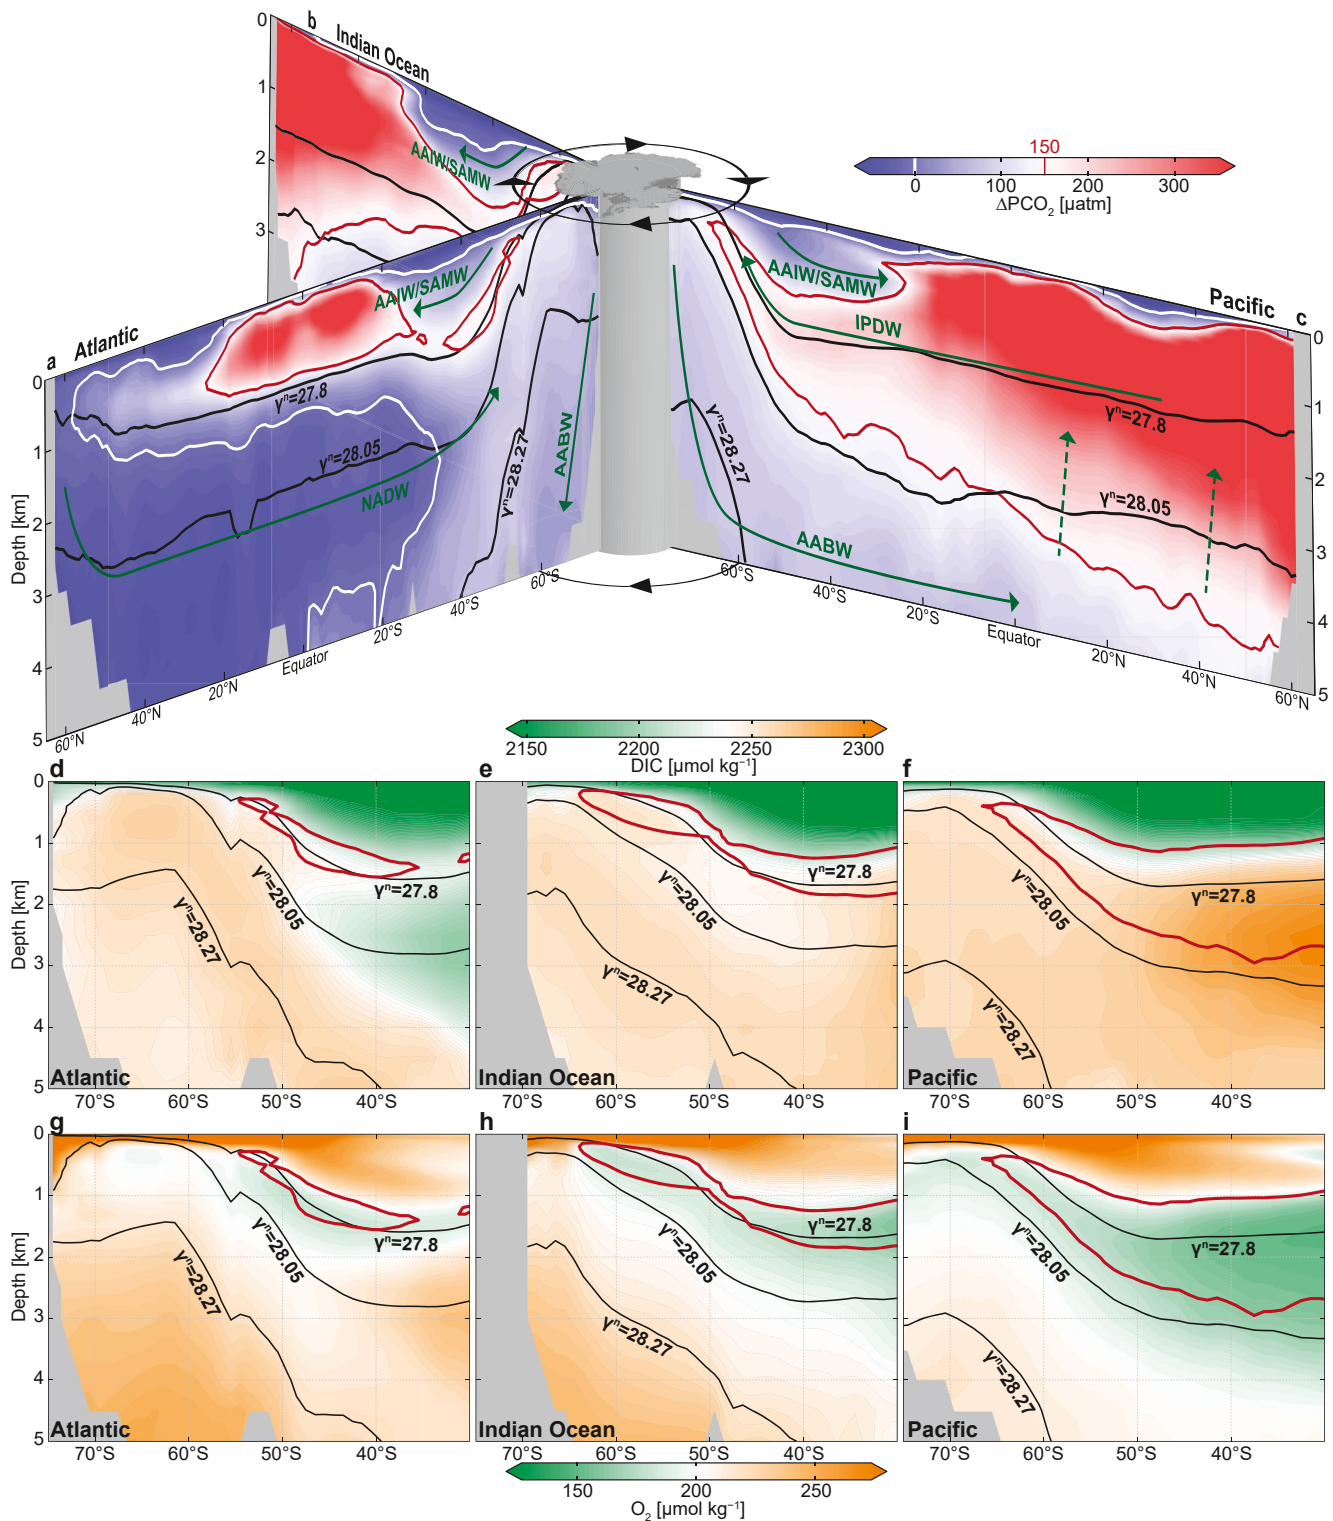 b Indian Ocean
0
1
2
3
AAIW/SAMW
150
0 100 200 300
ΔPCO₂ [µatm]
a Atlantic
0
1
2
3
4
5
Depth [km]
AAIW/SAMW
γⁿ=27.8
γⁿ=28.05
NADW
γⁿ=28.27
AABW
60°N
40°N
20°N
Equator
20°S
40°S
60°S
Pacific c
AAIW/SAMW
IPDW
γⁿ=27.8
γⁿ=28.05
γⁿ=28.27
AABW
0
1
2
3
4
5
60°S
40°S
20°S
Equator
20°N
40°N
60°N
2150 2200 2250 2300
DIC [µmol kg⁻¹]
d
0
1
2
3
4
5
Depth [km]
γⁿ=27.8
γⁿ=28.05
γⁿ=28.27
Atlantic
70°S 60°S 50°S 40°S
e
γⁿ=27.8
γⁿ=28.05
γⁿ=28.27
Indian Ocean
60°S 50°S 40°S
f
γⁿ=27.8
γⁿ=28.05
γⁿ=28.27
Pacific
70°S 60°S 50°S 40°S
g
0
1
2
3
4
5
Depth [km]
γⁿ=27.8
γⁿ=28.05
γⁿ=28.27
Atlantic
70°S 60°S 50°S 40°S
h
γⁿ=27.8
γⁿ=28.05
γⁿ=28.27
Indian Ocean
70°S 60°S 50°S 40°S
i
γⁿ=27.8
γⁿ=28.05
γⁿ=28.27
Pacific
70°S 60°S 50°S 40°S
150 200 250
O₂ [µmol kg⁻¹]